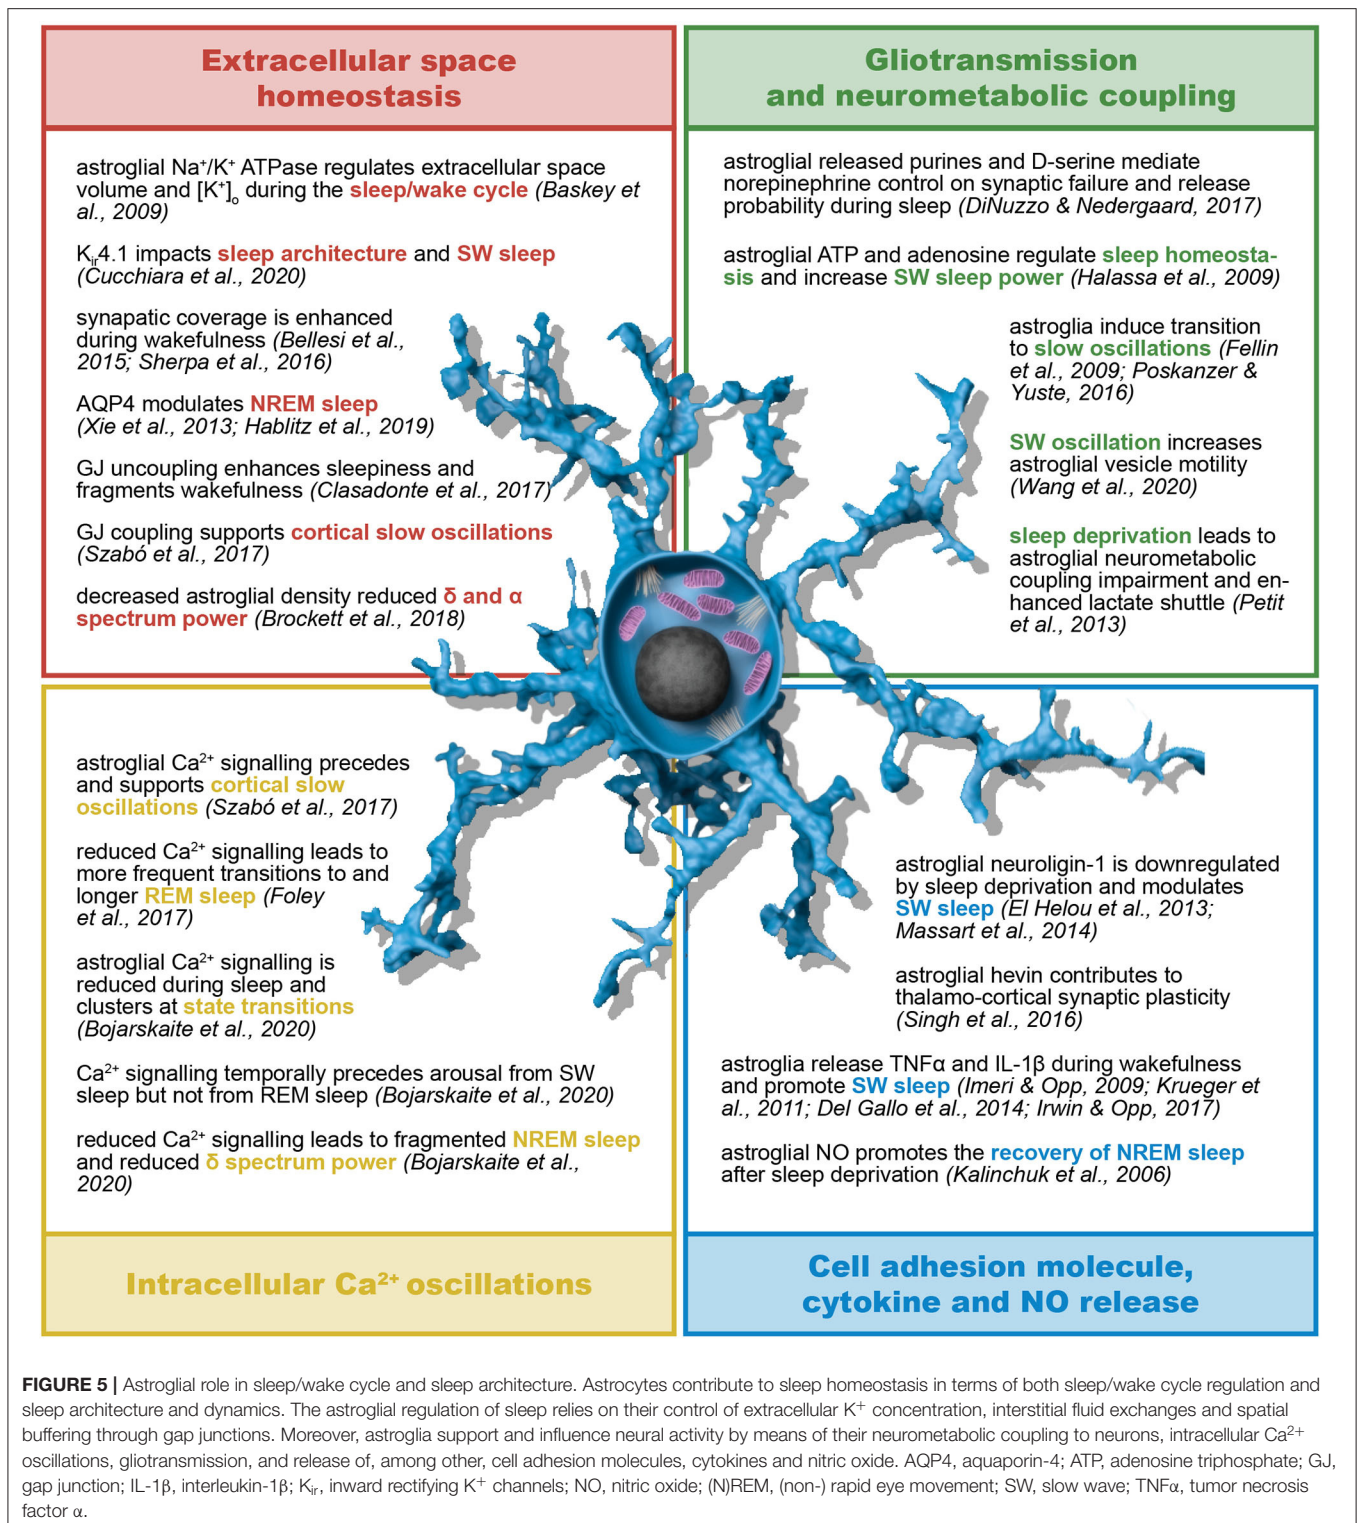 Extracellular space
homeostasis
astroglial Na⁺/K⁺ ATPase regulates extracellular space
volume and [K⁺]ₒ during the sleep/wake cycle (Baskey et
al., 2009)
Kᵢᵣ4.1 impacts sleep architecture and SW sleep
(Cucchiara et al., 2020)
synapatic coverage is enhanced
during wakefulness (Bellesi et al.,
2015; Sherpa et al., 2016)
AQP4 modulates NREM sleep
(Xie et al., 2013; Hablitz et al., 2019)
GJ uncoupling enhances sleepiness and
fragments wakefulness (Clasadonte et al., 2017)
GJ coupling supports cortical slow oscillations
(Szabó et al., 2017)
decreased astroglial density reduced δ and α
spectrum power (Brockett et al., 2018)
Gliotransmission
and neurometabolic coupling
astroglial released purines and D-serine mediate
norepinephrine control on synaptic failure and release
probability during sleep (DiNuzzo & Nedergaard, 2017)
astroglial ATP and adenosine regulate sleep homeosta-
sis and increase SW sleep power (Halassa et al., 2009)
astroglia induce transition
to slow oscillations (Fellin
et al., 2009; Poskanzer &
Yuste, 2016)
SW oscillation increases
astroglial vesicle motility
(Wang et al., 2020)
sleep deprivation leads to
astroglial neurometabolic
coupling impairment and en-
hanced lactate shuttle (Petit
et al., 2013)
astroglial Ca²⁺ signalling precedes
and supports cortical slow
oscillations (Szabó et al., 2017)
reduced Ca²⁺ signalling leads to
more frequent transitions to and
longer REM sleep (Foley
et al., 2017)
astroglial Ca²⁺ signalling is
reduced during sleep and
clusters at state transitions
(Bojarskaite et al., 2020)
Ca²⁺ signalling temporally precedes arousal from SW
sleep but not from REM sleep (Bojarskaite et al., 2020)
reduced Ca²⁺ signalling leads to fragmented NREM sleep
and reduced δ spectrum power (Bojarskaite et al.,
2020)
Intracellular Ca²⁺ oscillations
astroglial neuroligin-1 is downregulated
by sleep deprivation and modulates
SW sleep (El Helou et al., 2013;
Massart et al., 2014)
astroglial hevin contributes to
thalamo-cortical synaptic plasticity
(Singh et al., 2016)
astroglia release TNFα and IL-1β during wakefulness
and promote SW sleep (Imeri & Opp, 2009; Krueger et
al., 2011; Del Gallo et al., 2014; Irwin & Opp, 2017)
astroglial NO promotes the recovery of NREM sleep
after sleep deprivation (Kalinchuk et al., 2006)
Cell adhesion molecule,
cytokine and NO release
FIGURE 5 | Astroglial role in sleep/wake cycle and sleep architecture. Astrocytes contribute to sleep homeostasis in terms of both sleep/wake cycle regulation and
sleep architecture and dynamics. The astroglial regulation of sleep relies on their control of extracellular K⁺ concentration, interstitial fluid exchanges and spatial
buffering through gap junctions. Moreover, astroglia support and influence neural activity by means of their neurometabolic coupling to neurons, intracellular Ca²⁺
oscillations, gliotransmission, and release of, among other, cell adhesion molecules, cytokines and nitric oxide. AQP4, aquaporin-4; ATP, adenosine triphosphate; GJ,
gap junction; IL-1β, interleukin-1β; Kᵢᵣ, inward rectifying K⁺ channels; NO, nitric oxide; (N)REM, (non-) rapid eye movement; SW, slow wave; TNFα, tumor necrosis
factor α.